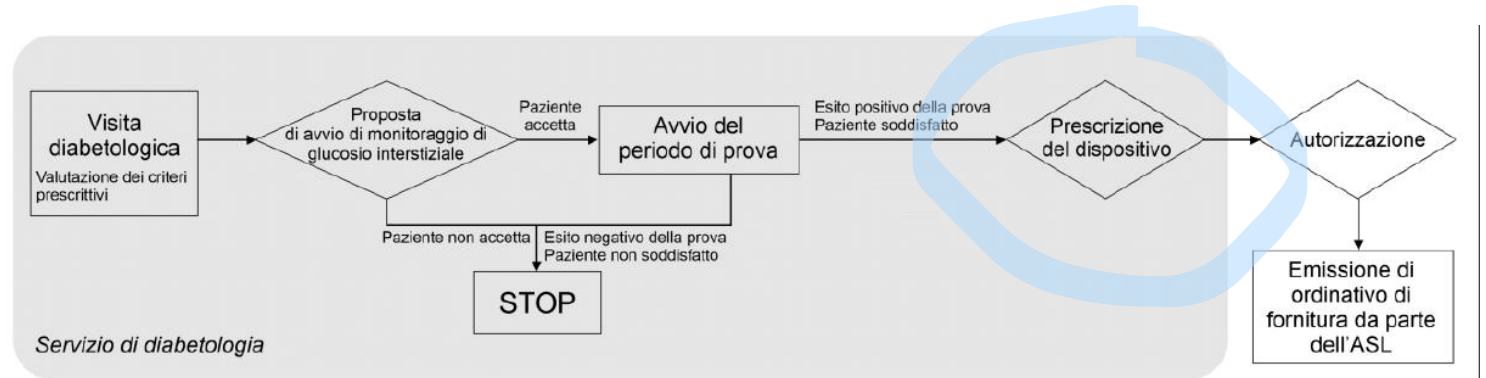 Visita
diabetologica
Valutazione dei criteri
prescrittivi
Proposta
di avvio di monitoraggio di
glucosio interstiziale
Paziente
accetta
Avvio del
periodo di prova
Esito positivo della prova
Paziente soddisfatto
Prescrizione
del dispositivo
Autorizzazione
Paziente non accetta
Esito negativo della prova
Paziente non soddisfatto
STOP
Emissione di
ordinativo di
fornitura da parte
dell'ASL
Servizio di diabetologia